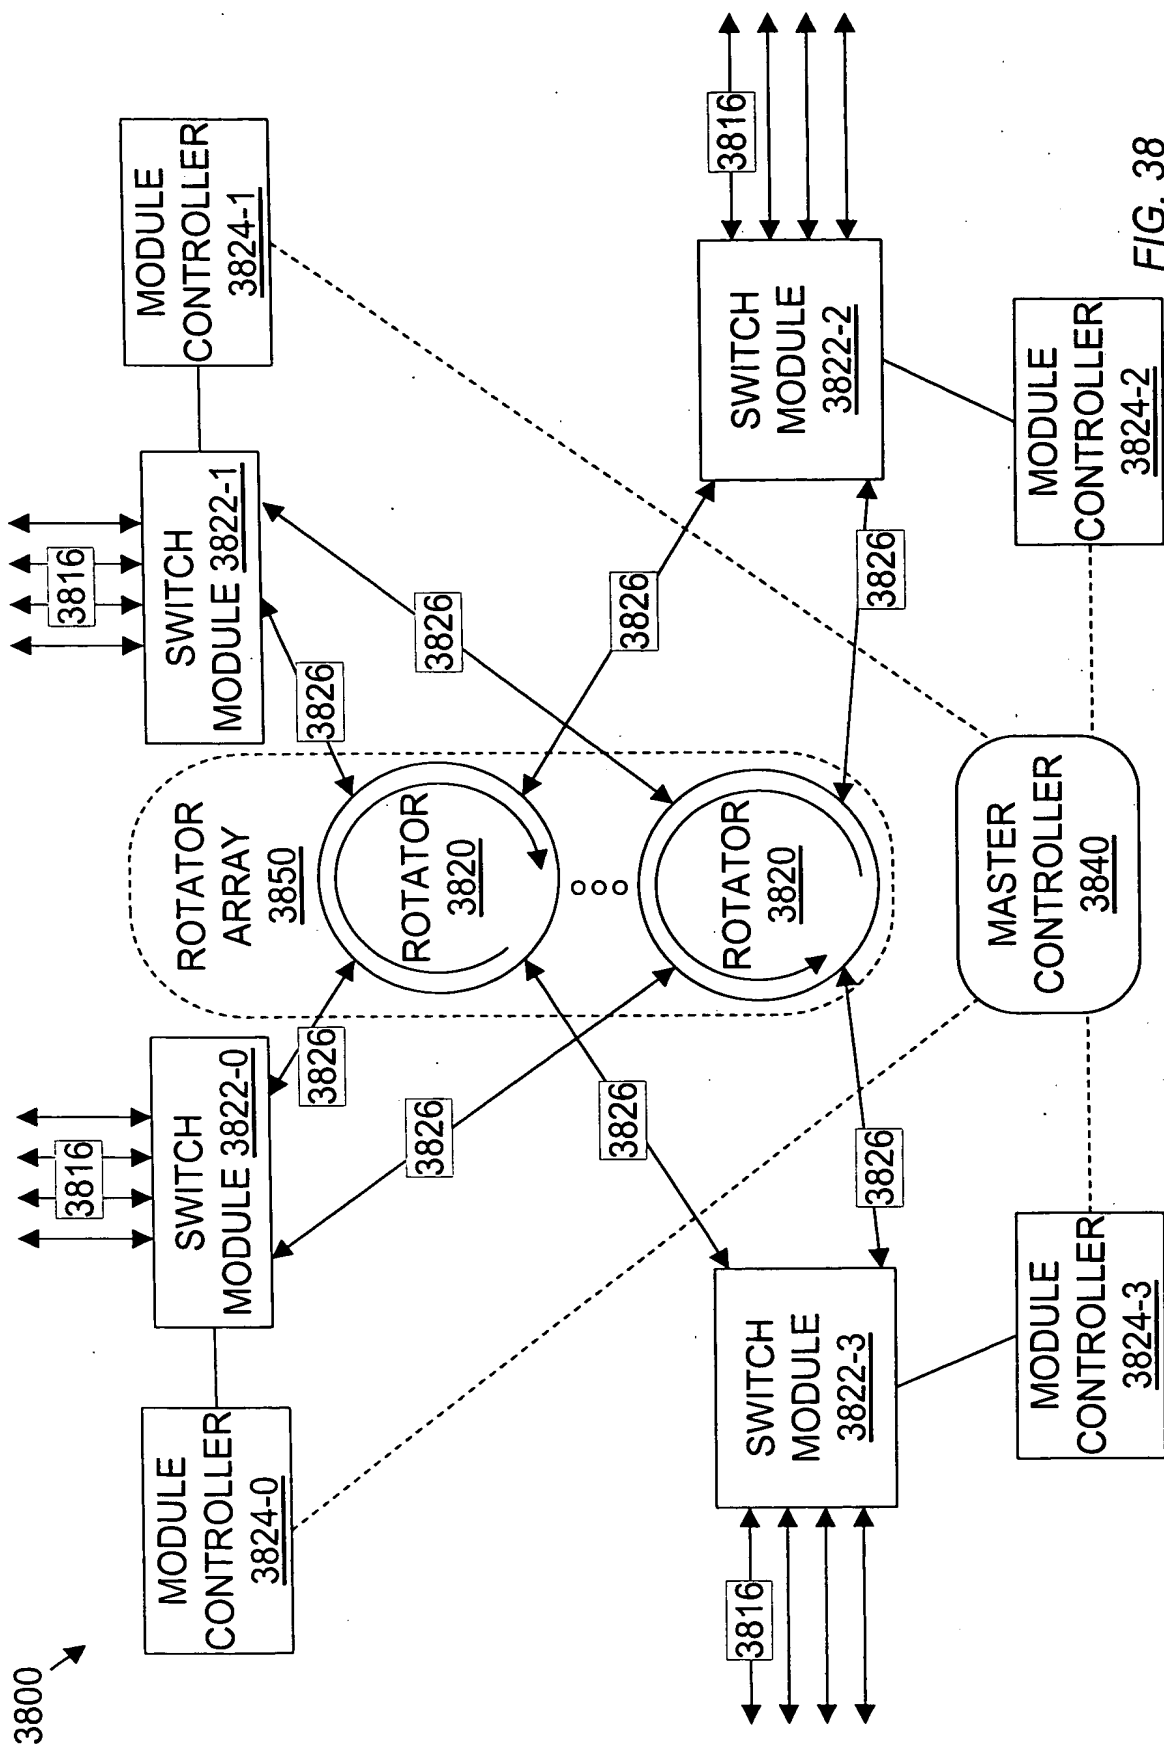 3800
MODULE
CONTROLLER
3824-0
SWITCH
MODULE 3822-0
3816
SWITCH
MODULE 3822-1
3816
MODULE
CONTROLLER
3824-1
ROTATOR
ARRAY
3850
3826
3826
3826
3826
ROTATOR
3820
ROTATOR
3820
3826
3826
3826
3826
SWITCH
MODULE
3822-3
3816
SWITCH
MODULE
3822-2
3816
MODULE
CONTROLLER
3824-3
MASTER
CONTROLLER
3840
MODULE
CONTROLLER
3824-2
FIG. 38